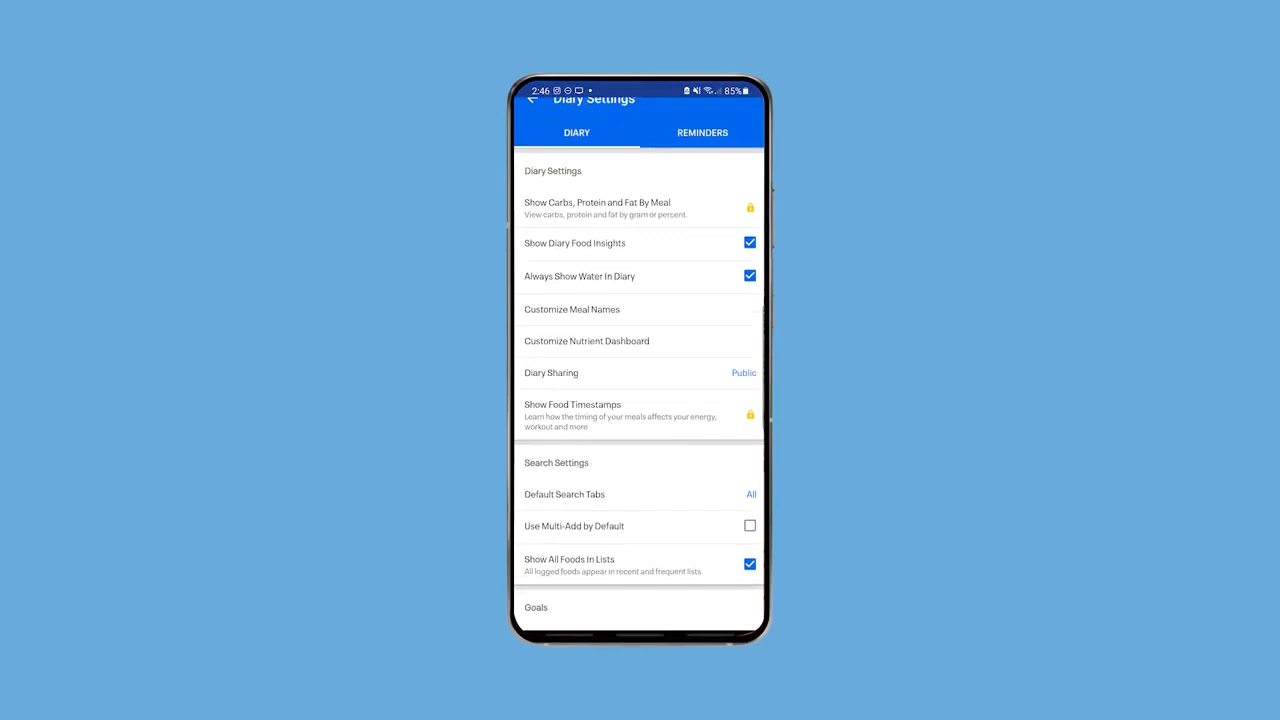 2:46
85%
Diary Settings
DIARY
REMINDERS
Diary Settings
Show Carbs, Protein and Fat By Meal
View carbs, protein and fat by gram or percent.
Show Diary Food Insights
Always Show Water In Diary
Customize Meal Names
Customize Nutrient Dashboard
Diary Sharing
Public
Show Food Timestamps
Learn how the timing of your meals affects your energy,
workout and more
Search Settings
Default Search Tabs
All
Use Multi-Add by Default
Show All Foods In Lists
All logged foods appear in recent and frequent lists
Goals